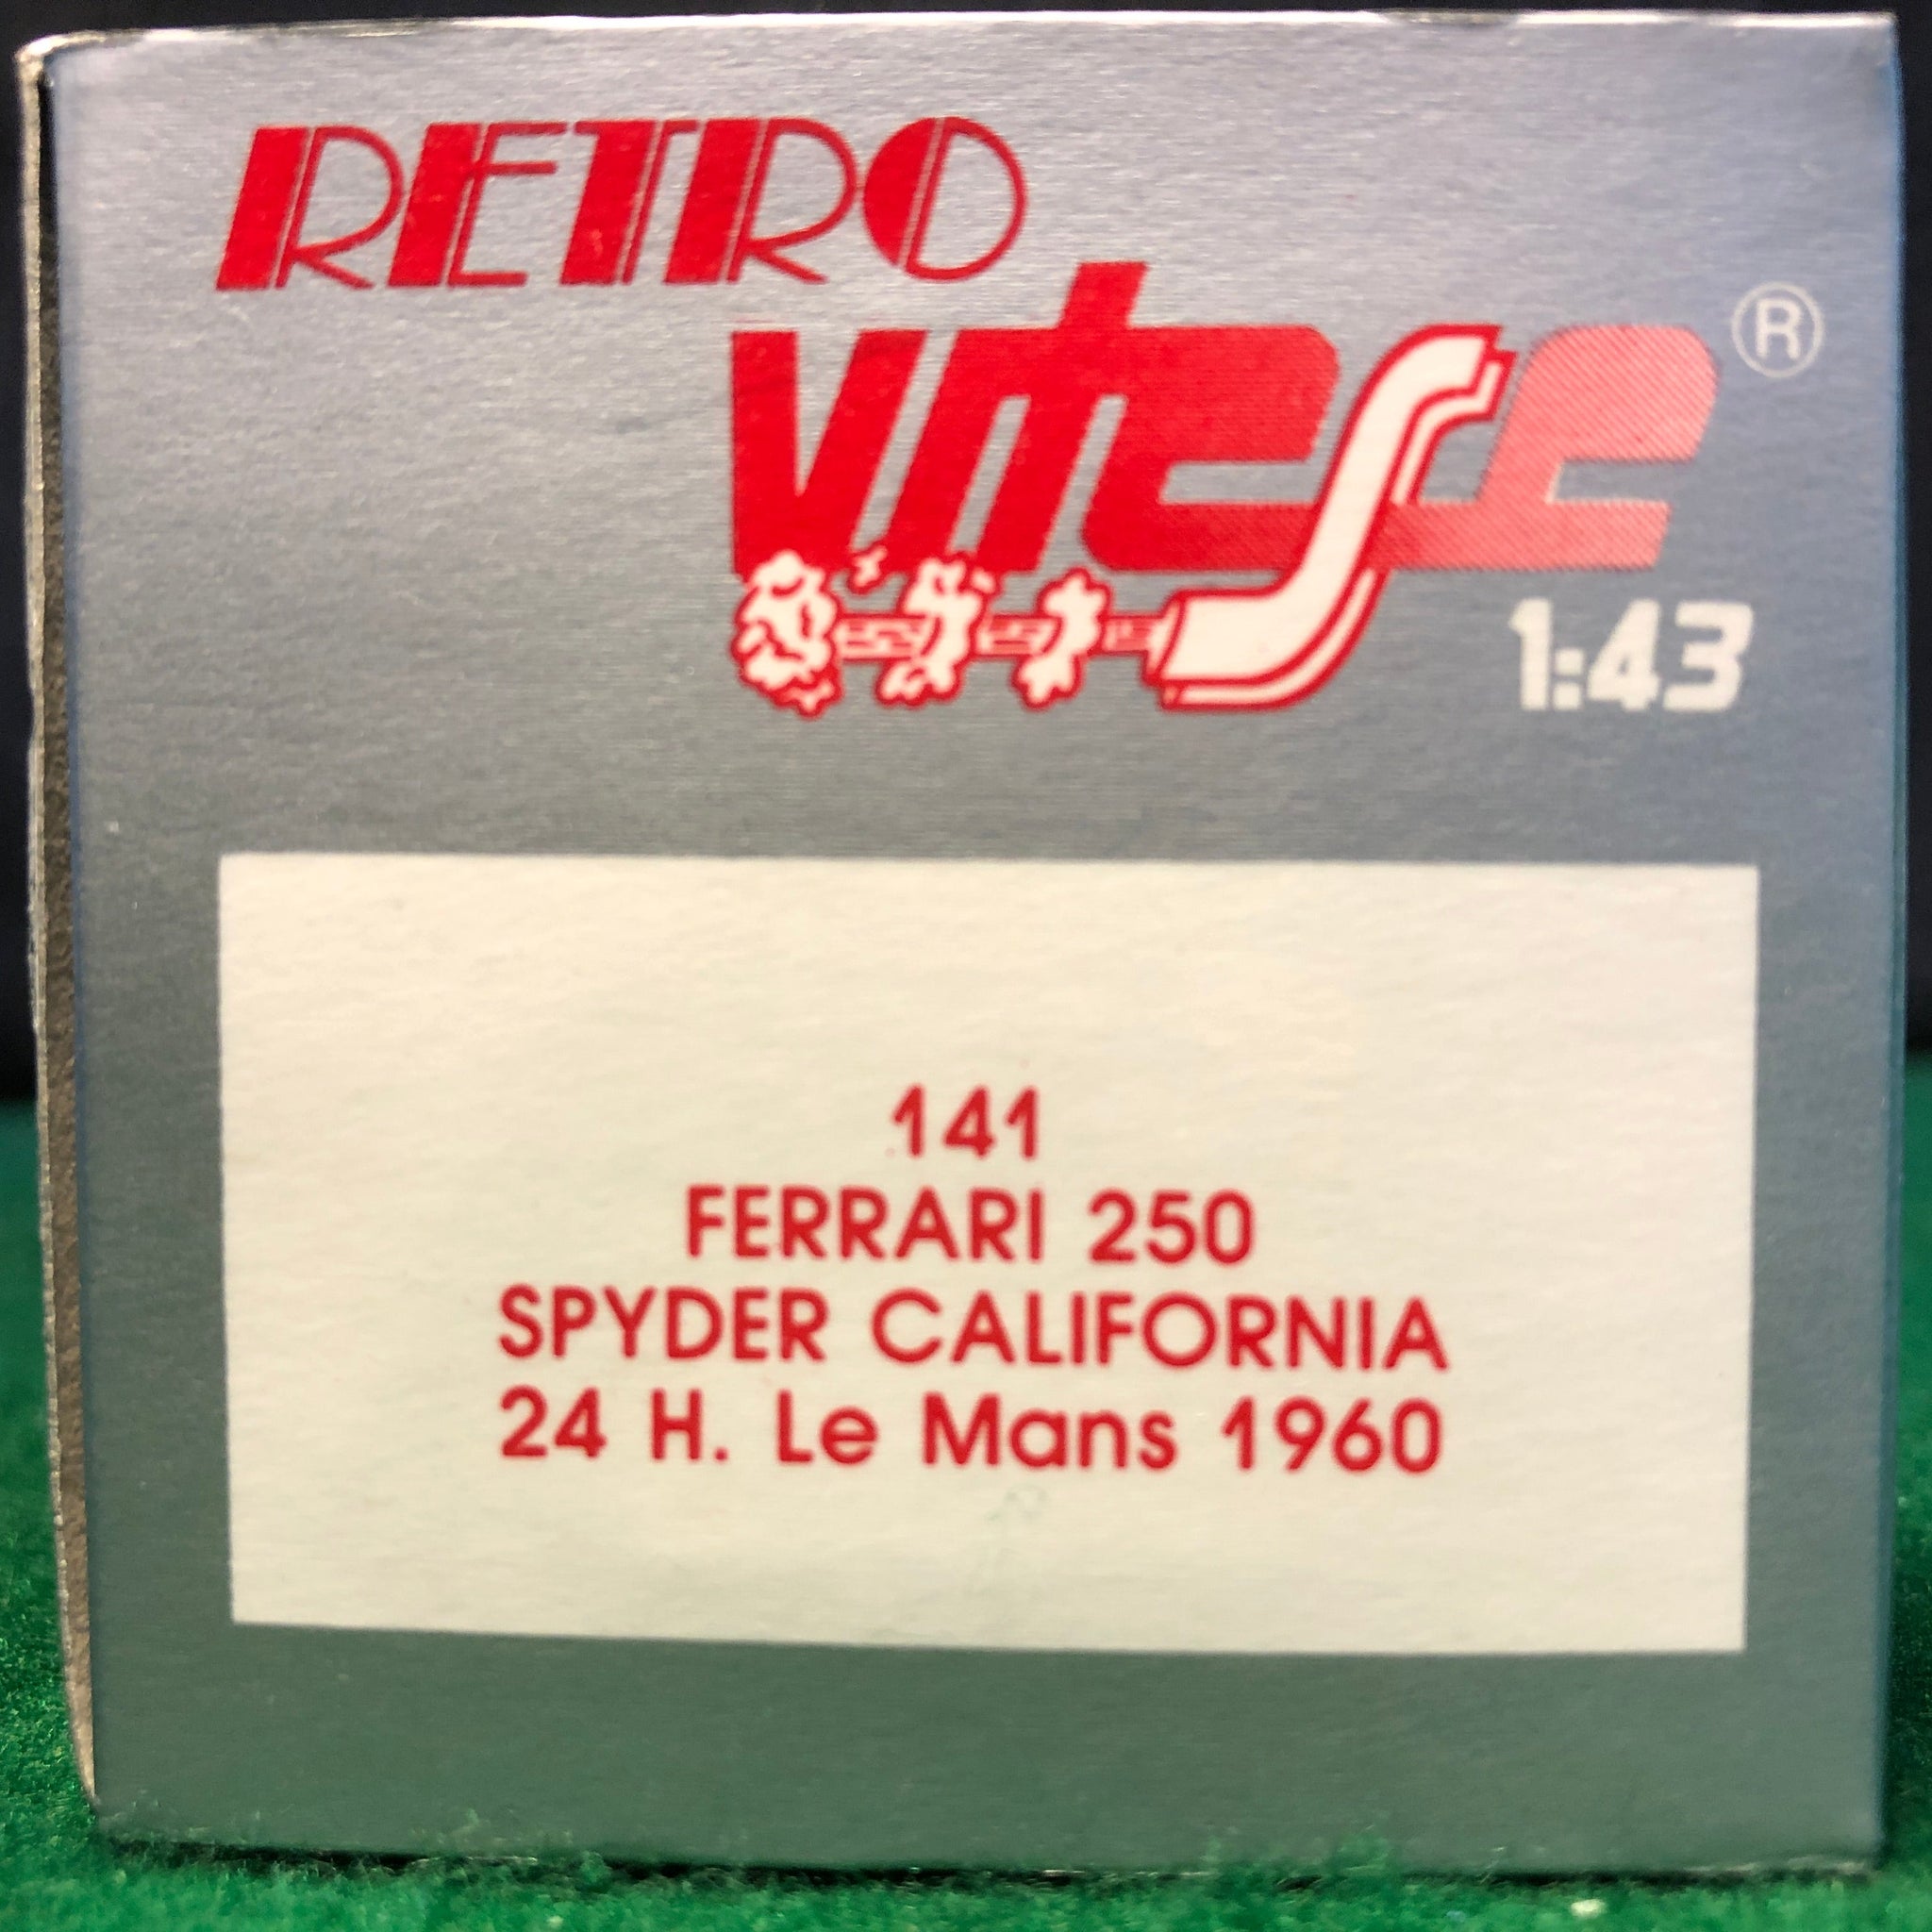 RETRO
Vitesse ®
1:43
141
FERRARI 250
SPYDER CALIFORNIA
24 H. Le Mans 1960